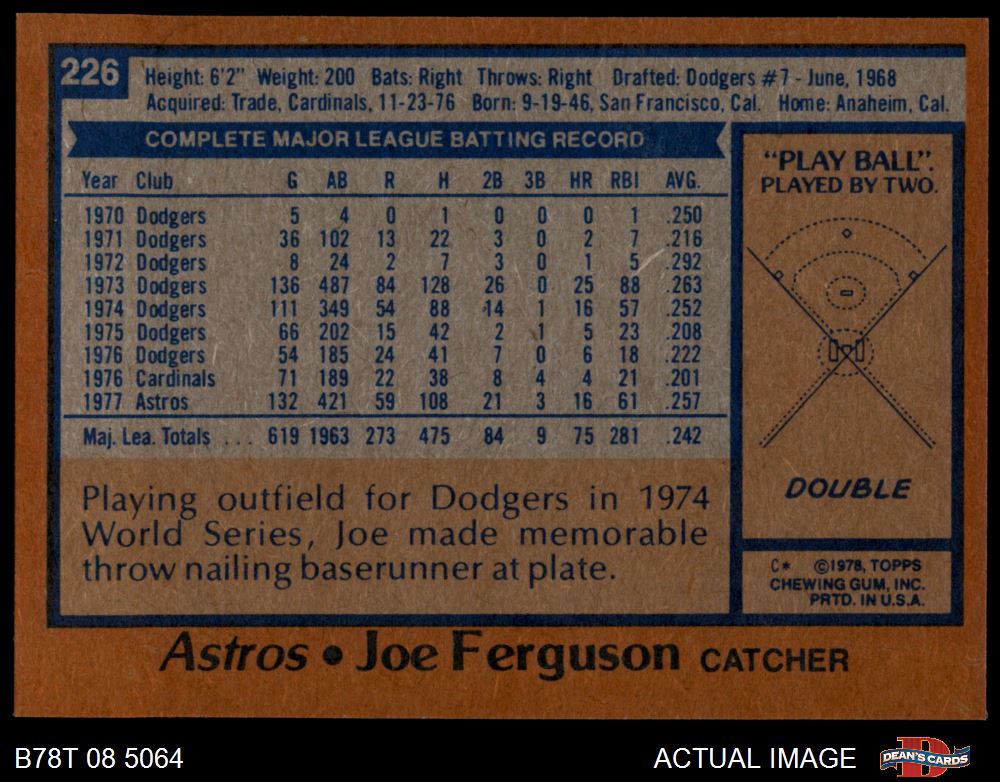 226
Height: 6'2" Weight: 200 Bats: Right Throws: Right Drafted: Dodgers #7 - June, 1968
Acquired: Trade, Cardinals, 11-23-76 Born: 9-19-46, San Francisco, Cal. Home: Anaheim, Cal.
COMPLETE MAJOR LEAGUE BATTING RECORD
Year Club G AB R H 2B 3B HR RBI AVG.
1970 Dodgers 5 4 0 1 0 0 0 1 .250
1971 Dodgers 36 102 13 22 3 0 2 7 .216
1972 Dodgers 8 24 2 7 3 0 1 5 .292
1973 Dodgers 136 487 84 128 26 0 25 88 .263
1974 Dodgers 111 349 54 88 14 1 16 57 .252
1975 Dodgers 66 202 15 42 2 1 5 23 .208
1976 Dodgers 54 185 24 41 7 0 6 18 .222
1976 Cardinals 71 189 22 38 8 4 4 21 .201
1977 Astros 132 421 59 108 21 3 16 61 .257
Maj. Lea. Totals ... 619 1963 273 475 84 9 75 281 .242
Playing outfield for Dodgers in 1974
World Series, Joe made memorable
throw nailing baserunner at plate.
"PLAY BALL".
PLAYED BY TWO.
DOUBLE
C* ©1978, TOPPS
CHEWING GUM, INC.
PRTD. IN U.S.A.
Astros • Joe Ferguson CATCHER
B78T 08 5064
ACTUAL IMAGE
DEAN'S CARDS